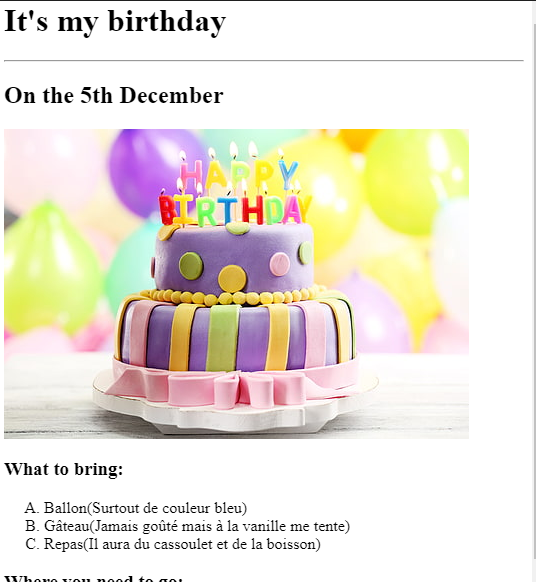 It's my birthday
On the 5th December
HAPPY
BIRTHDAY
What to bring:
A. Ballon(Surtout de couleur bleu)
B. Gâteau(Jamais goûté mais à la vanille me tente)
C. Repas(Il aura du cassoulet et de la boisson)
Where you need to go: